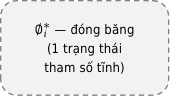 ∅ᵢ* — đóng băng
(1 trạng thái
tham số tĩnh)